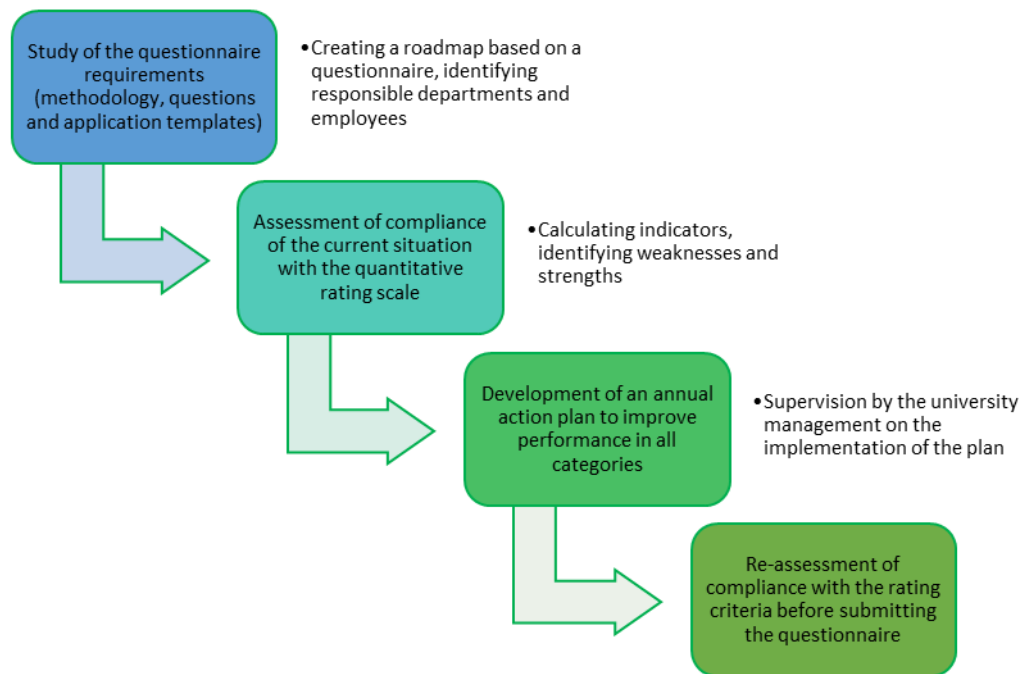 Study of the questionnaire
requirements
(methodology, questions
and application templates)
•Creating a roadmap based on a
questionnaire, identifying
responsible departments and
employees
Assessment of compliance
of the current situation
with the quantitative
rating scale
•Calculating indicators,
identifying weaknesses and
strengths
Development of an annual
action plan to improve
performance in all
categories
•Supervision by the university
management on the
implementation of the plan
Re-assessment of
compliance with the rating
criteria before submitting
the questionnaire